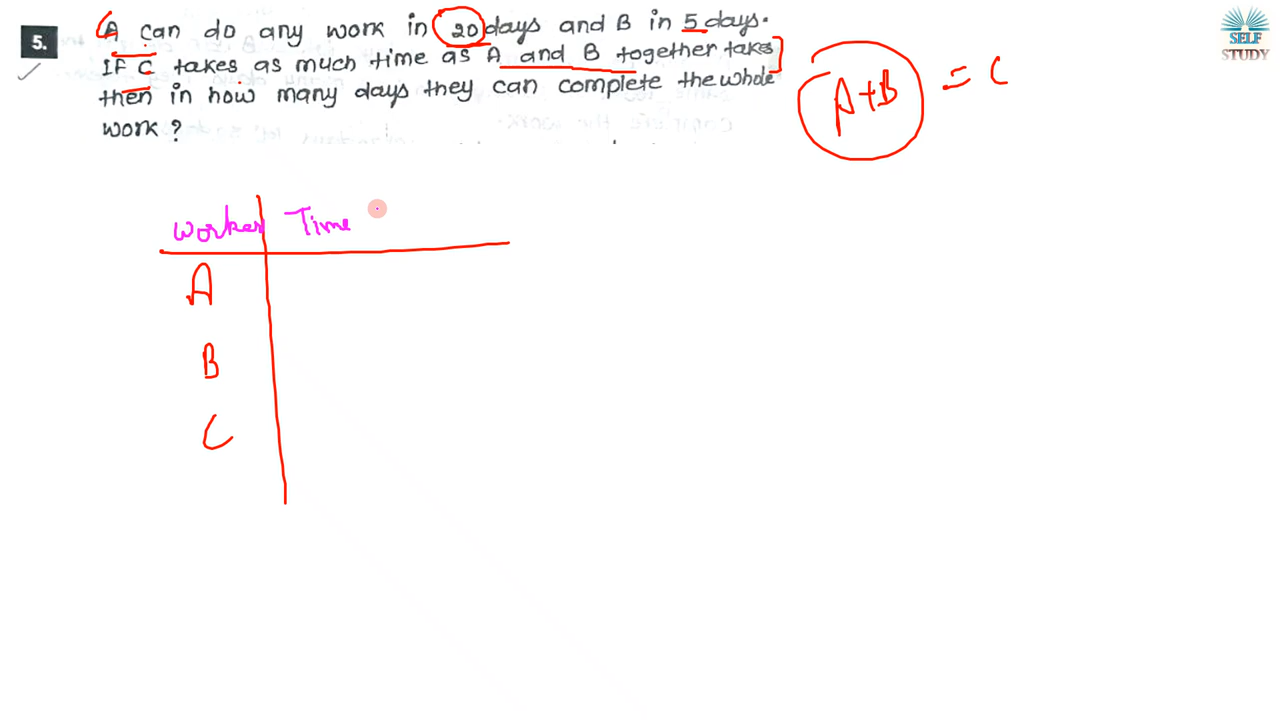 5.
A can do any work in 20 days and B in 5 days.
If C takes as much time as A and B together takes
then in how many days they can complete the whole
work?
A+B = C
SELF
STUDY
Worker Time
A
B
C